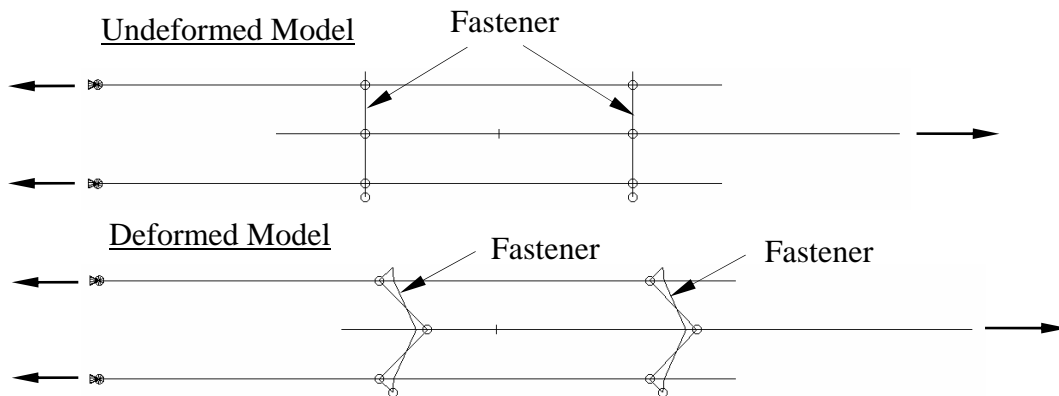 Undeformed Model
Fastener
Deformed Model
Fastener
Fastener